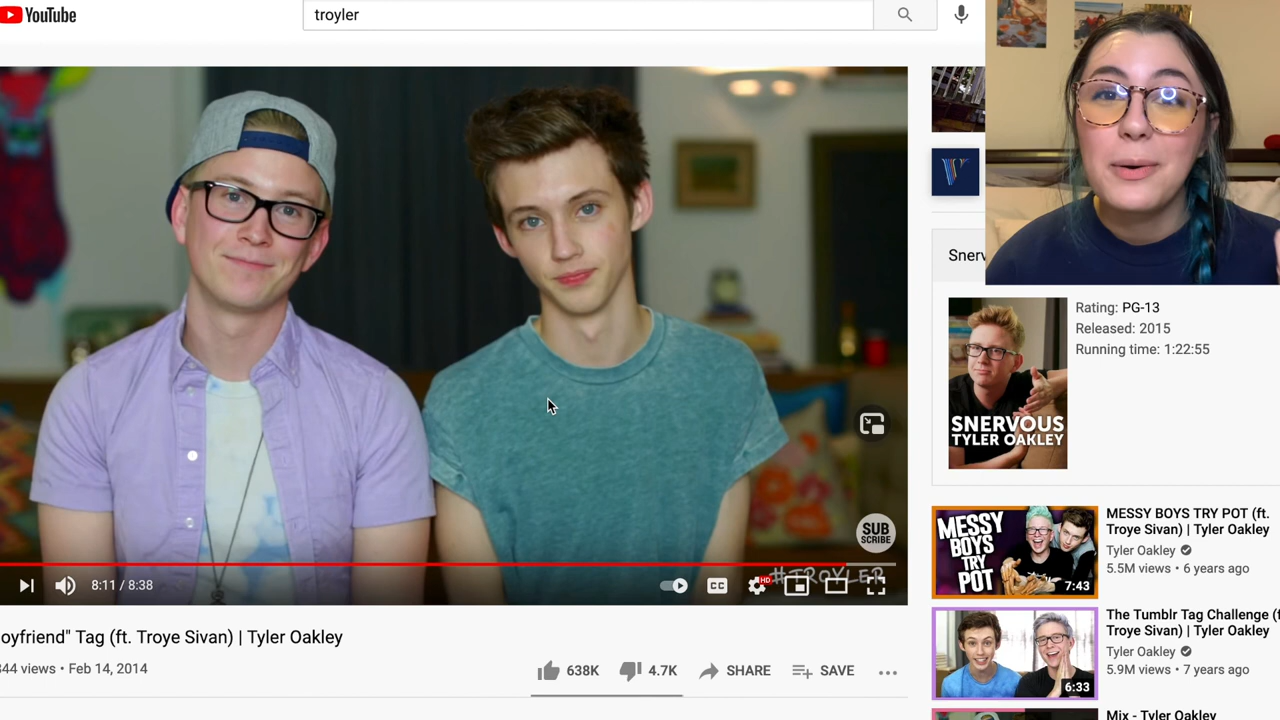 YouTube
troyler
SUB
SCRIBE
#TROYLER
8:11 / 8:38
CC
HD
oyfriend" Tag (ft. Troye Sivan) | Tyler Oakley
344 views • Feb 14, 2014
638K
4.7K
SHARE
SAVE
Snerv
Rating: PG-13
Released: 2015
Running time: 1:22:55
SNERVOUS
TYLER OAKLEY
MESSY
BOYS
TRY
POT
7:43
MESSY BOYS TRY POT (ft.
Troye Sivan) | Tyler Oakley
Tyler Oakley
5.5M views • 6 years ago
6:33
The Tumblr Tag Challenge (f
Troye Sivan) | Tyler Oakley
Tyler Oakley
5.9M views • 7 years ago
Mix - Tyler Oakley